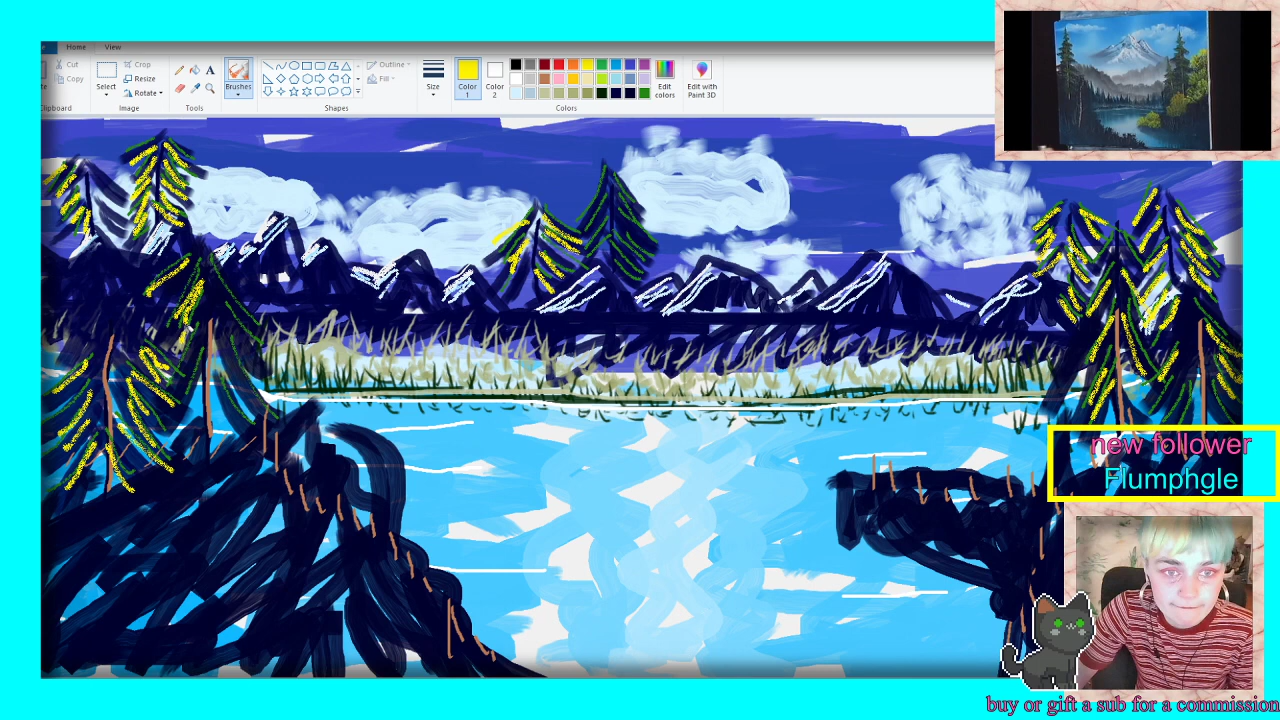 Home View
Cut
Copy
Crop
Resize
Rotate
Select
Brushes
Outline
Fill
Size
Color
1
Color
2
Edit
colors
Edit with
Paint 3D
Image
Tools
Shapes
Colors
new follower
Flumphgle
buy or gift a sub for a commission